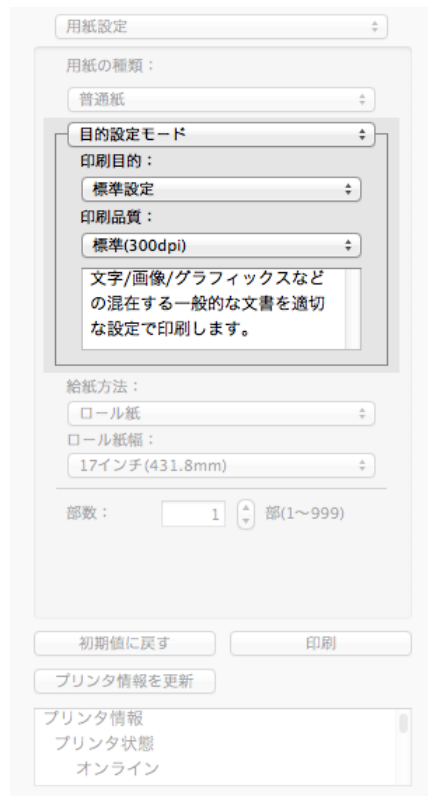 用紙設定
用紙の種類：
普通紙
目的設定モード
印刷目的：
標準設定
印刷品質：
標準(300dpi)
文字/画像/グラフィックスなど
の混在する一般的な文書を適切
な設定で印刷します。
給紙方法：
ロール紙
ロール紙幅：
17インチ(431.8mm)
部数： 1 部(1〜999)
初期値に戻す 印刷
プリンタ情報を更新
プリンタ情報
プリンタ状態
オンライン